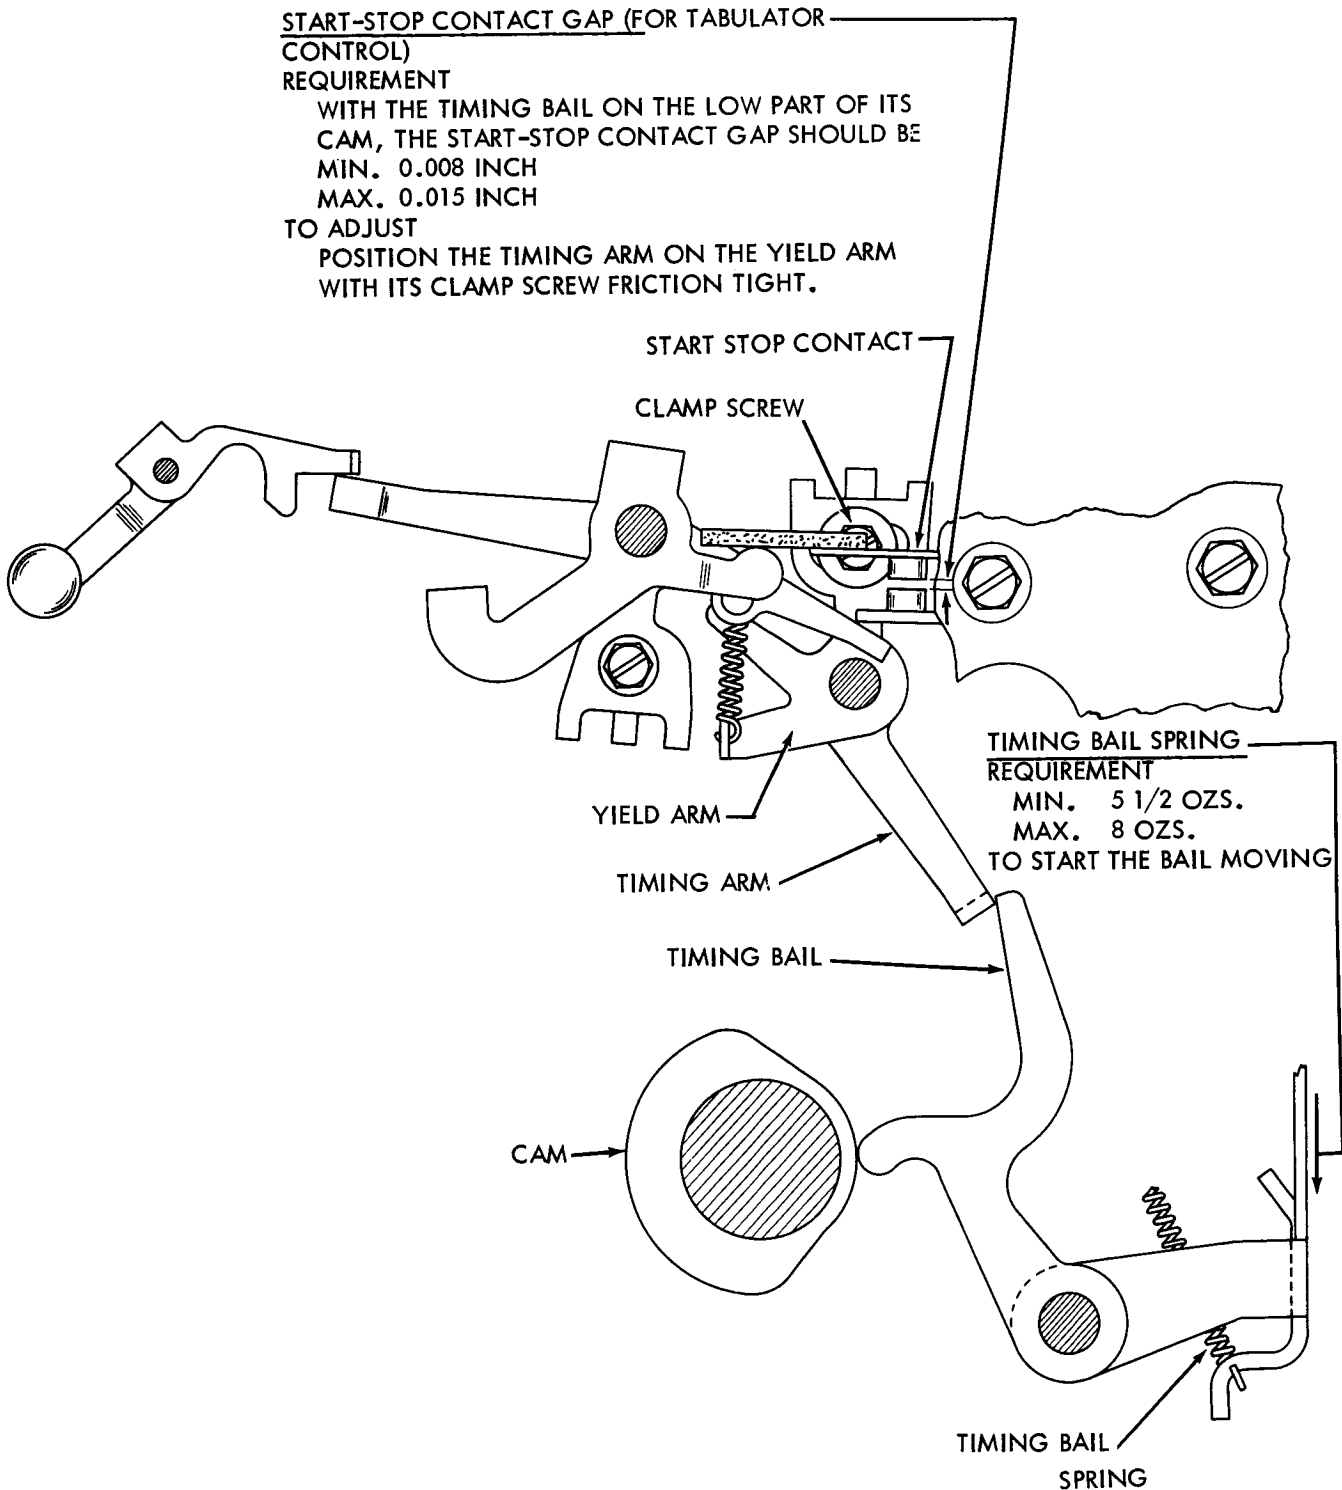 START-STOP CONTACT GAP (FOR TABULATOR
CONTROL)
REQUIREMENT
WITH THE TIMING BAIL ON THE LOW PART OF ITS
CAM, THE START-STOP CONTACT GAP SHOULD BE
MIN. 0.008 INCH
MAX. 0.015 INCH
TO ADJUST
POSITION THE TIMING ARM ON THE YIELD ARM
WITH ITS CLAMP SCREW FRICTION TIGHT.
START STOP CONTACT
CLAMP SCREW
TIMING BAIL SPRING
REQUIREMENT
MIN. 5 1/2 OZS.
MAX. 8 OZS.
TO START THE BAIL MOVING
YIELD ARM
TIMING ARM
TIMING BAIL
CAM
TIMING BAIL
SPRING